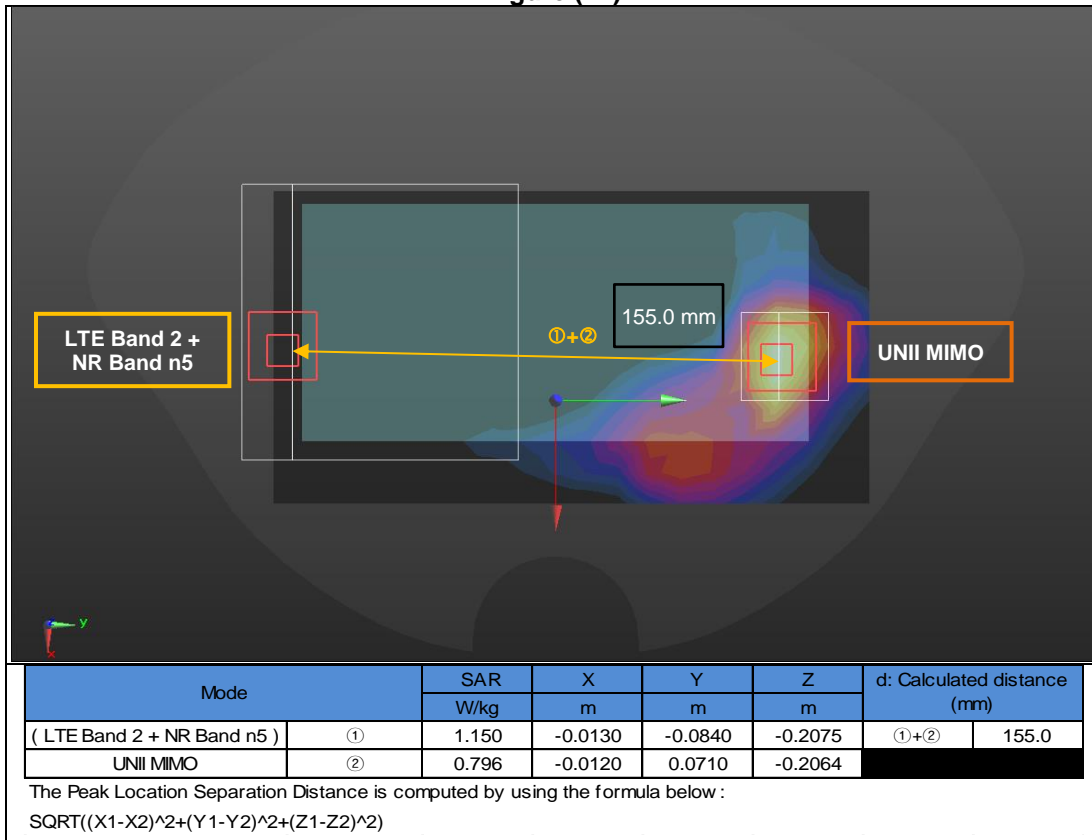 LTE Band 2 +
NR Band n5
①+②
155.0 mm
UNII MIMO
y
x
Mode SAR X Y Z d: Calculated distance (mm)
W/kg m m m
( LTE Band 2 + NR Band n5 ) ① 1.150 -0.0130 -0.0840 -0.2075 ①+② 155.0
UNII MIMO ② 0.796 -0.0120 0.0710 -0.2064
The Peak Location Separation Distance is computed by using the formula below :
SQRT((X1-X2)^2+(Y1-Y2)^2+(Z1-Z2)^2)